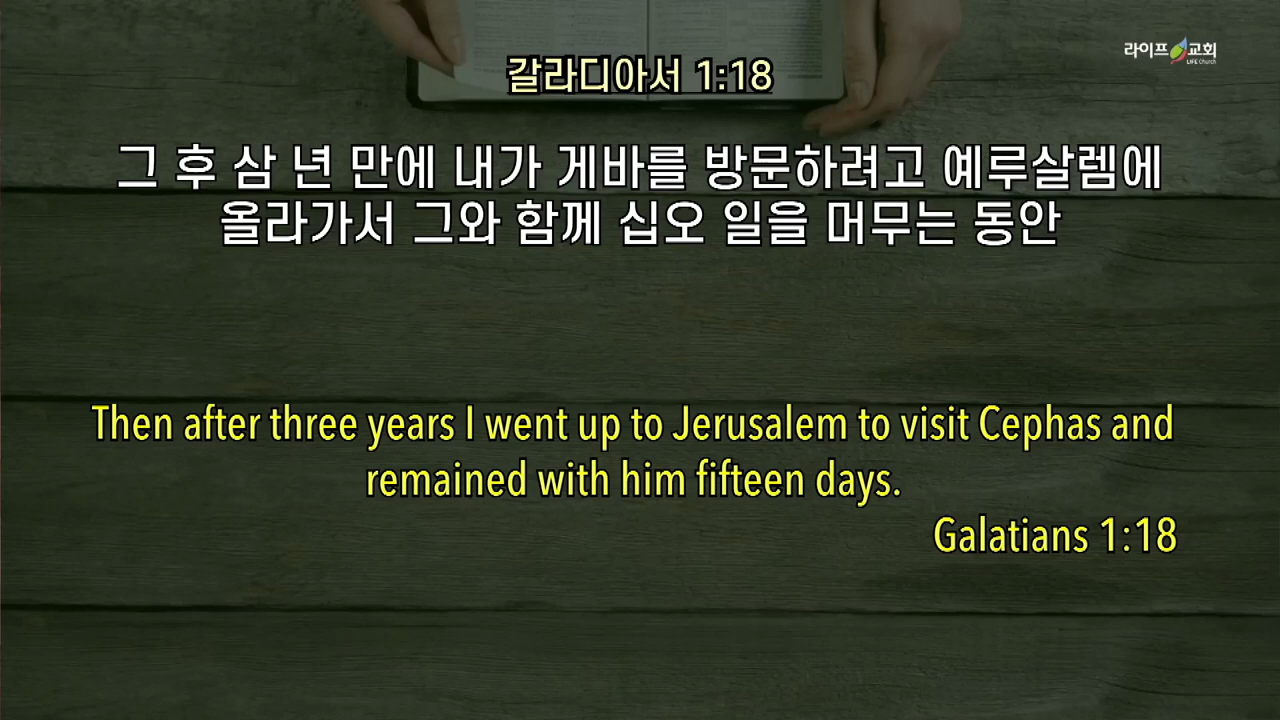 라이프교회
LIFE Church
갈라디아서 1:18
그 후 삼 년 만에 내가 게바를 방문하려고 예루살렘에
올라가서 그와 함께 십오 일을 머무는 동안
Then after three years I went up to Jerusalem to visit Cephas and
remained with him fifteen days.
Galatians 1:18